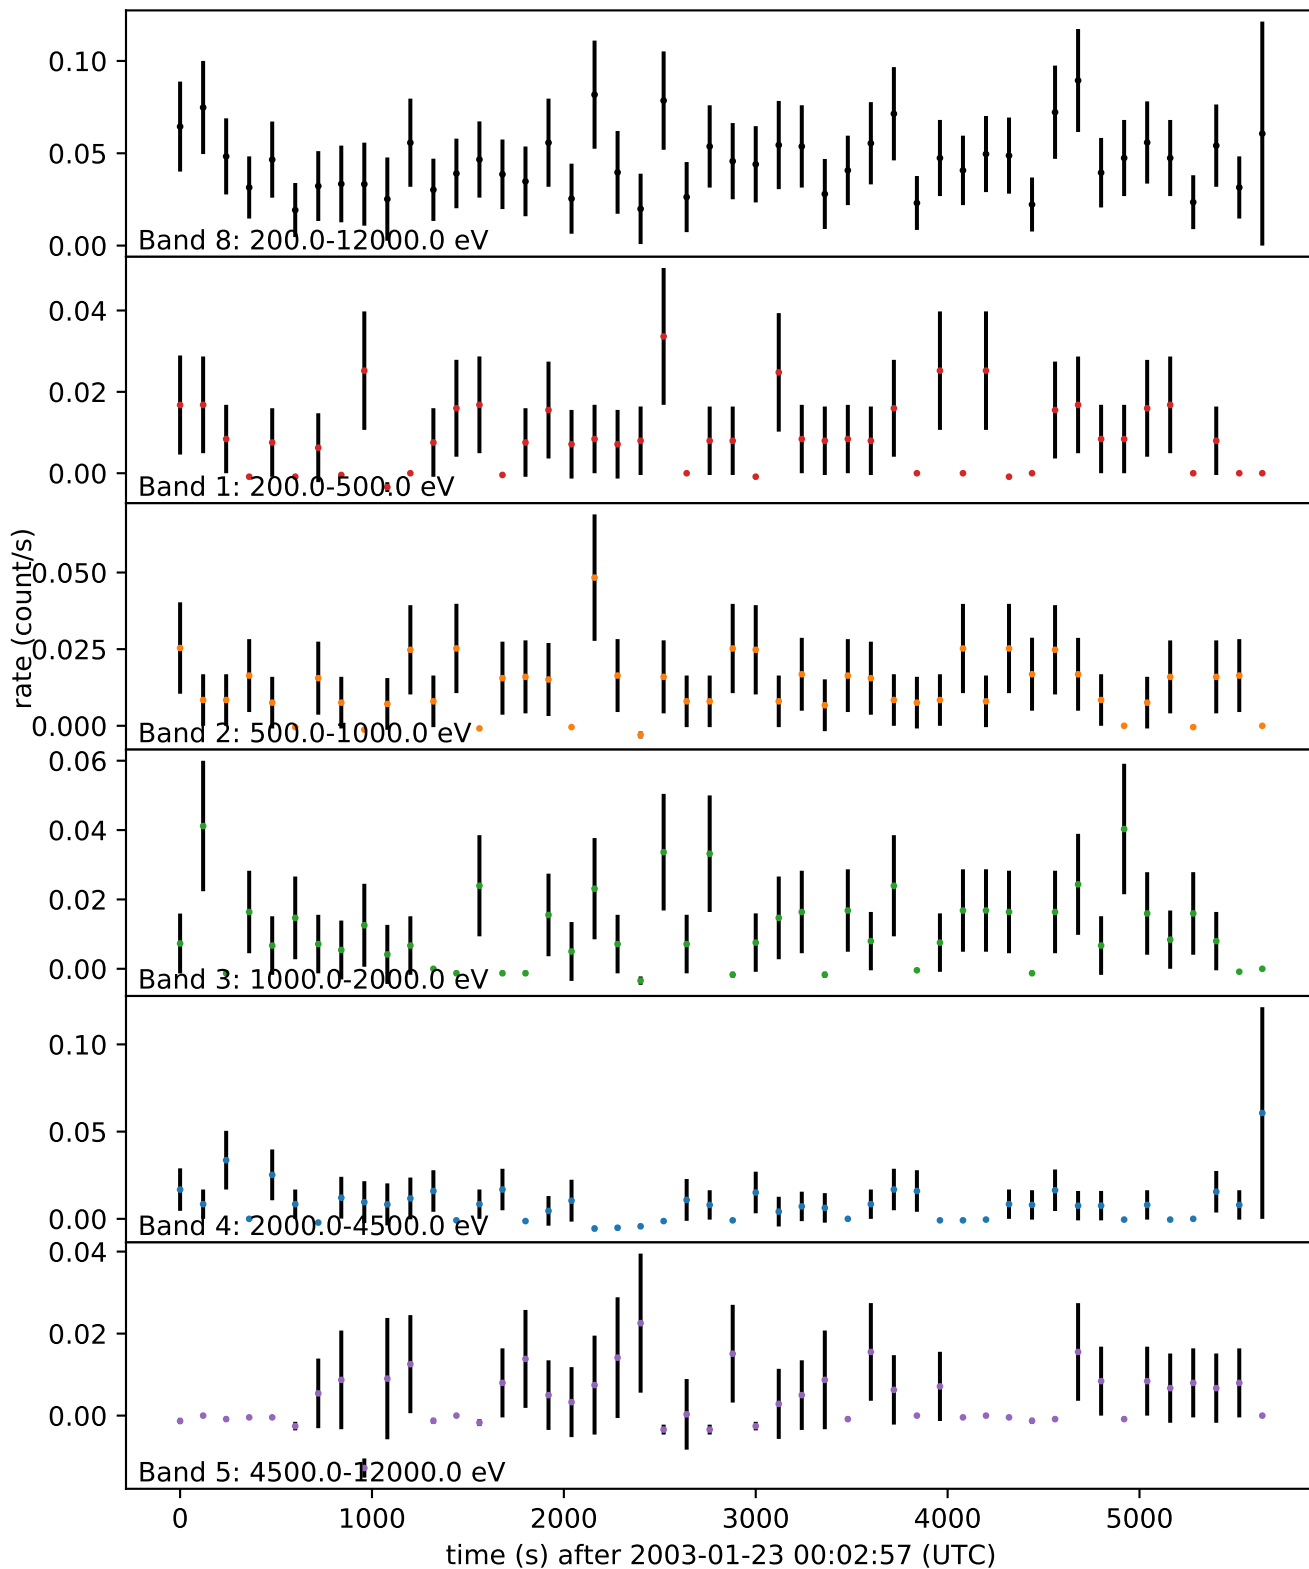 0.10
0.05
0.00
Band 8: 200.0-12000.0 eV
0.04
0.02
0.00
Band 1: 200.0-500.0 eV
rate (count/s)
0.050
0.025
0.000
Band 2: 500.0-1000.0 eV
0.06
0.04
0.02
0.00
Band 3: 1000.0-2000.0 eV
0.10
0.05
0.00
Band 4: 2000.0-4500.0 eV
0.04
0.02
0.00
Band 5: 4500.0-12000.0 eV
0 1000 2000 3000 4000 5000
time (s) after 2003-01-23 00:02:57 (UTC)